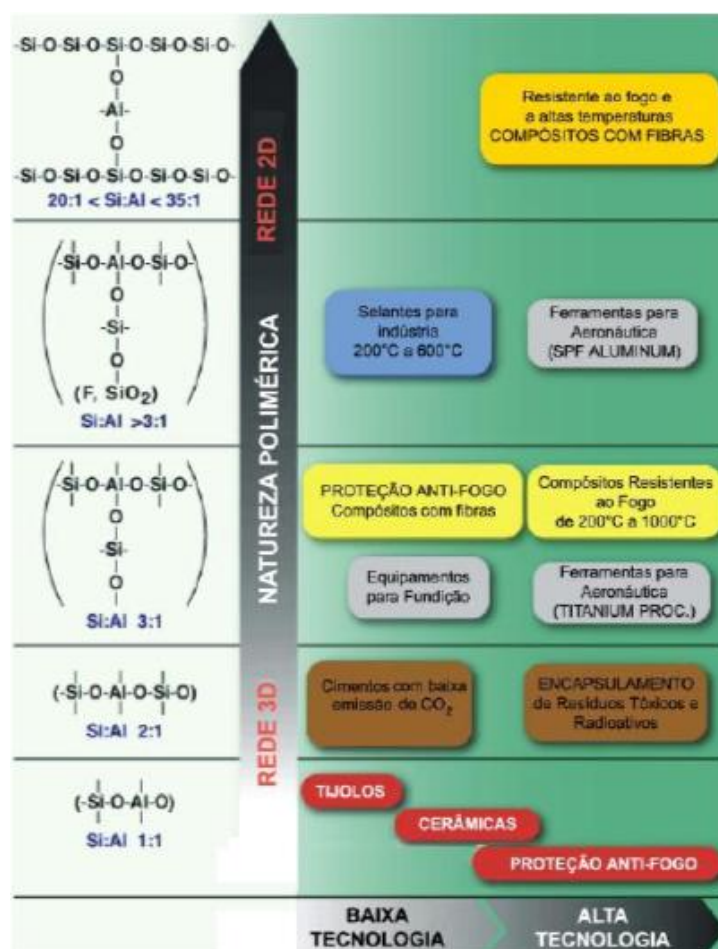 -Si-O-Si-O-Si-O-Si-O-Si-O-
O
-Al-
O
-Si-O-Si-O-Si-O-Si-O-Si-O-
20:1 < Si:Al < 35:1
Resistente ao fogo e
a altas temperaturas
COMPÓSITOS COM FIBRAS
REDE 2D
-Si-O-Al-O-Si-O-
O
-Si-
O
(F, SiO2)
Si:Al >3:1
Selantes para
indústria
200°C a 600°C
Ferramentas para
Aeronáutica
(SPF ALUMINUM)
NATUREZA POLIMÉRICA
-Si-O-Al-O-Si-O-
O
-Si-
O
Si:Al 3:1
PROTEÇÃO ANTI-FOGO
Compósitos com fibras
Compósitos Resistentes
ao Fogo
de 200°C a 1000°C
Equipamentos
para Fundição
Ferramentas para
Aeronáutica
(TITANIUM PROC.)
REDE 3D
(-Si-O-Al-O-Si-O)
Si:Al 2:1
Cimentos com baixa
emissão de CO2
ENCAPSULAMENTO
de Resíduos Tóxicos e
Radioativos
(-Si-O-Al-O)
Si:Al 1:1
TIJOLOS
CERÂMICAS
PROTEÇÃO ANTI-FOGO
BAIXA
TECNOLOGIA
ALTA
TECNOLOGIA